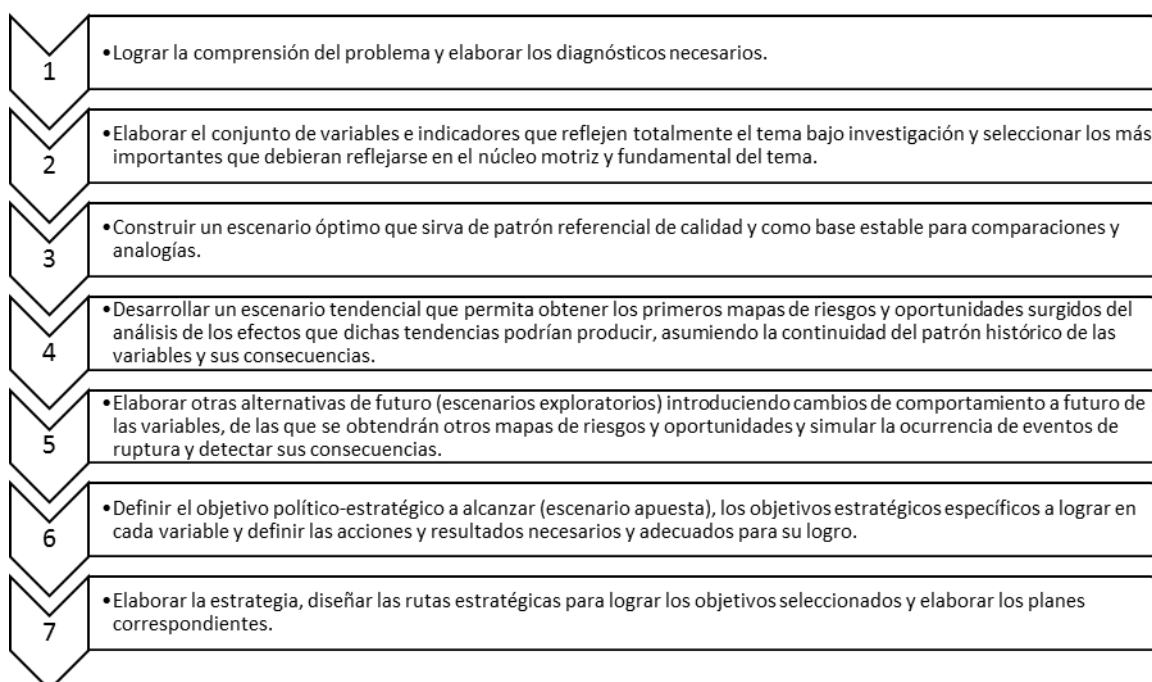 1
•Lograr la comprensión del problema y elaborar los diagnósticos necesarios.
2
•Elaborar el conjunto de variables e indicadores que reflejen totalmente el tema bajo investigación y seleccionar los más
importantes que debieran reflejarse en el núcleo motriz y fundamental del tema.
3
•Construir un escenario óptimo que sirva de patrón referencial de calidad y como base estable para comparaciones y
analogías.
4
•Desarrollar un escenario tendencial que permita obtener los primeros mapas de riesgos y oportunidades surgidos del
análisis de los efectos que dichas tendencias podrían producir, asumiendo la continuidad del patrón histórico de las
variables y sus consecuencias.
5
•Elaborar otras alternativas de futuro (escenarios exploratorios) introduciendo cambios de comportamiento a futuro de
las variables, de las que se obtendrán otros mapas de riesgos y oportunidades y simular la ocurrencia de eventos de
ruptura y detectar sus consecuencias.
6
•Definir el objetivo político-estratégico a alcanzar (escenario apuesta), los objetivos estratégicos específicos a lograr en
cada variable y definir las acciones y resultados necesarios y adecuados para su logro.
7
•Elaborar la estrategia, diseñar las rutas estratégicas para lograr los objetivos seleccionados y elaborar los planes
correspondientes.